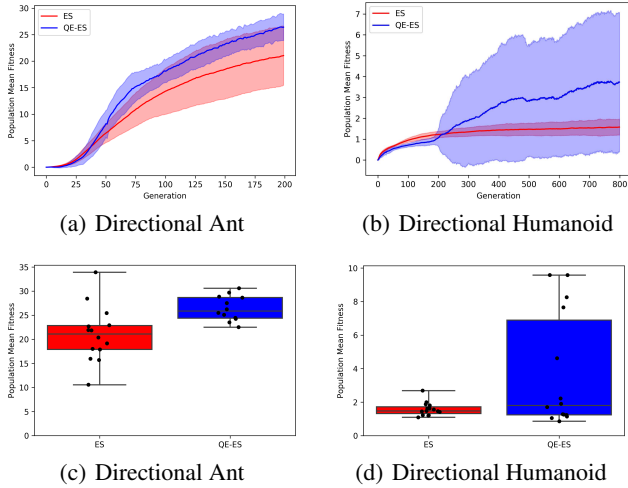 ES
QE-ES
Population Mean Fitness
30
25
20
15
10
5
0
0 25 50 75 100 125 150 175 200
Generation
(a) Directional Ant
ES
QE-ES
Population Mean Fitness
7
6
5
4
3
2
1
0
0 100 200 300 400 500 600 700 800
Generation
(b) Directional Humanoid
Population Mean Fitness
35
30
25
20
15
10
5
0
ES QE-ES
(c) Directional Ant
Population Mean Fitness
10
8
6
4
2
0
ES QE-ES
(d) Directional Humanoid